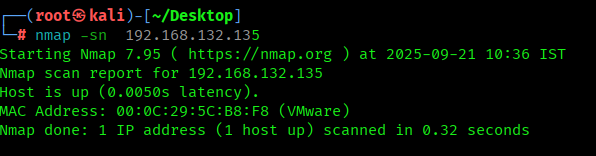 ┌──(root㉿kali)-[~/Desktop]
└─# nmap -sn  192.168.132.135
Starting Nmap 7.95 ( https://nmap.org ) at 2025-09-21 10:36 IST
Nmap scan report for 192.168.132.135
Host is up (0.0050s latency).
MAC Address: 00:0C:29:5C:B8:F8 (VMware)
Nmap done: 1 IP address (1 host up) scanned in 0.32 seconds